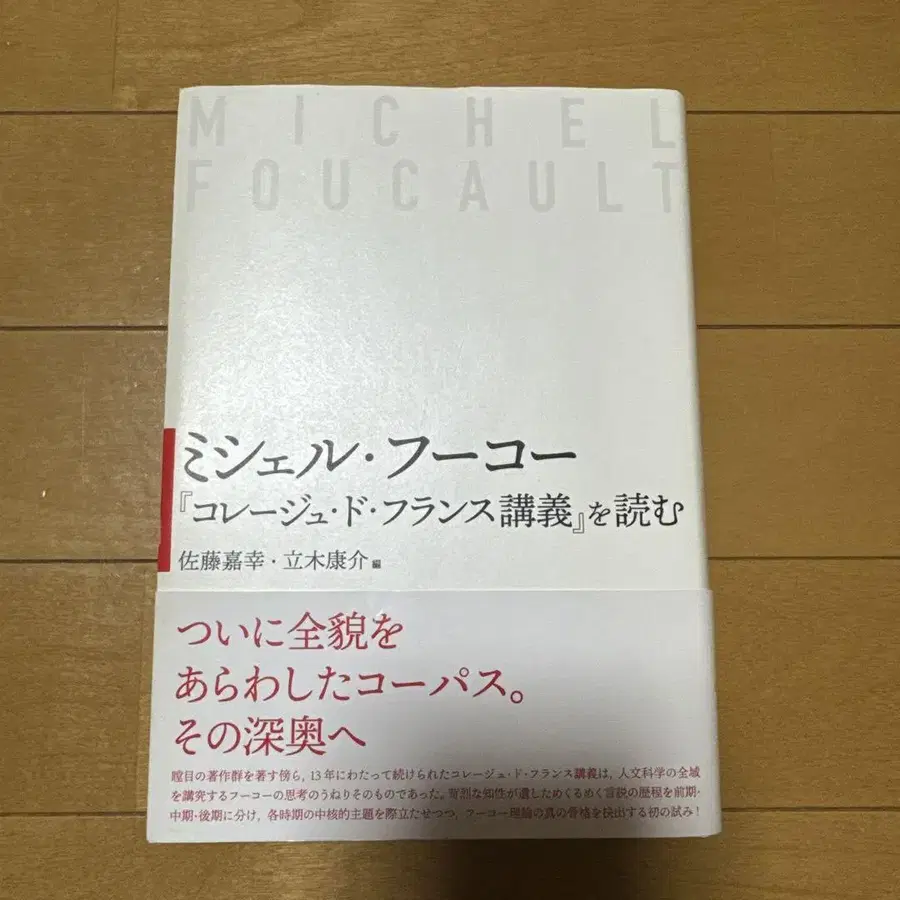 MICHEL
FOUCAULT
ミシェル・フーコー
『コレージュ・ド・フランス講義』を読む
佐藤嘉幸・立木康介 編
ついに全貌を
あらわしたコーパス。
その深奥へ
瞠目の著作群を著す傍ら, 13年にわたって続けられたコレージュ・ド・フランス講義は, 人文科学の全域
を講究するフーコーの思考のうねりそのものであった。苛烈な知性が遺しためくるめく言説の歴程を前期・
中期・後期に分け, 各時期の中核的主題を際立たせつつ, フーコー理論の真の骨格を抉出する初の試み!